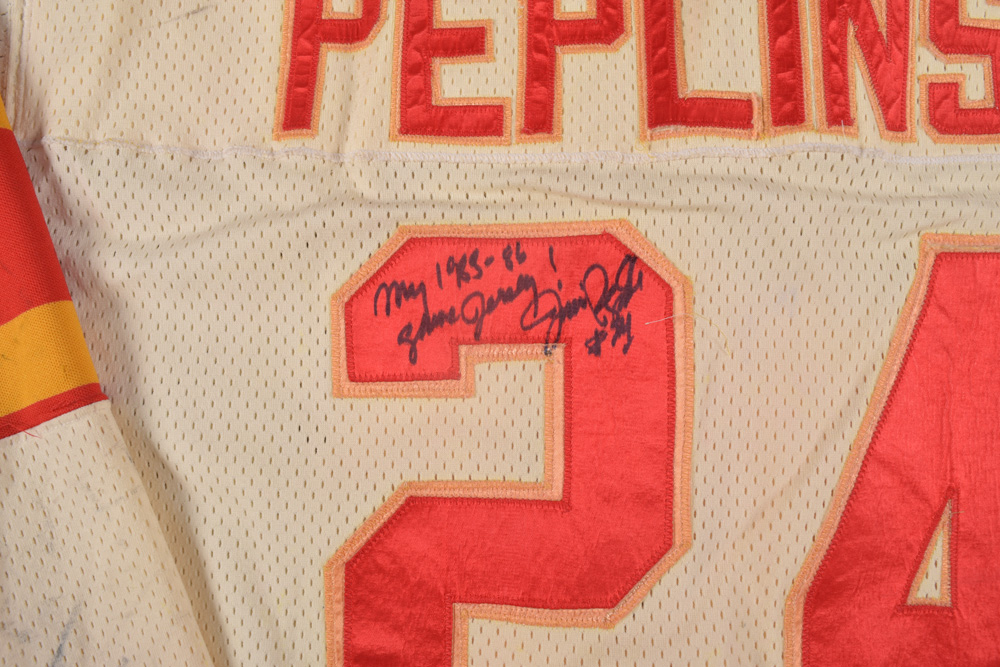 PEPLINS
My 1985-86 !
game Jersey
#24
24